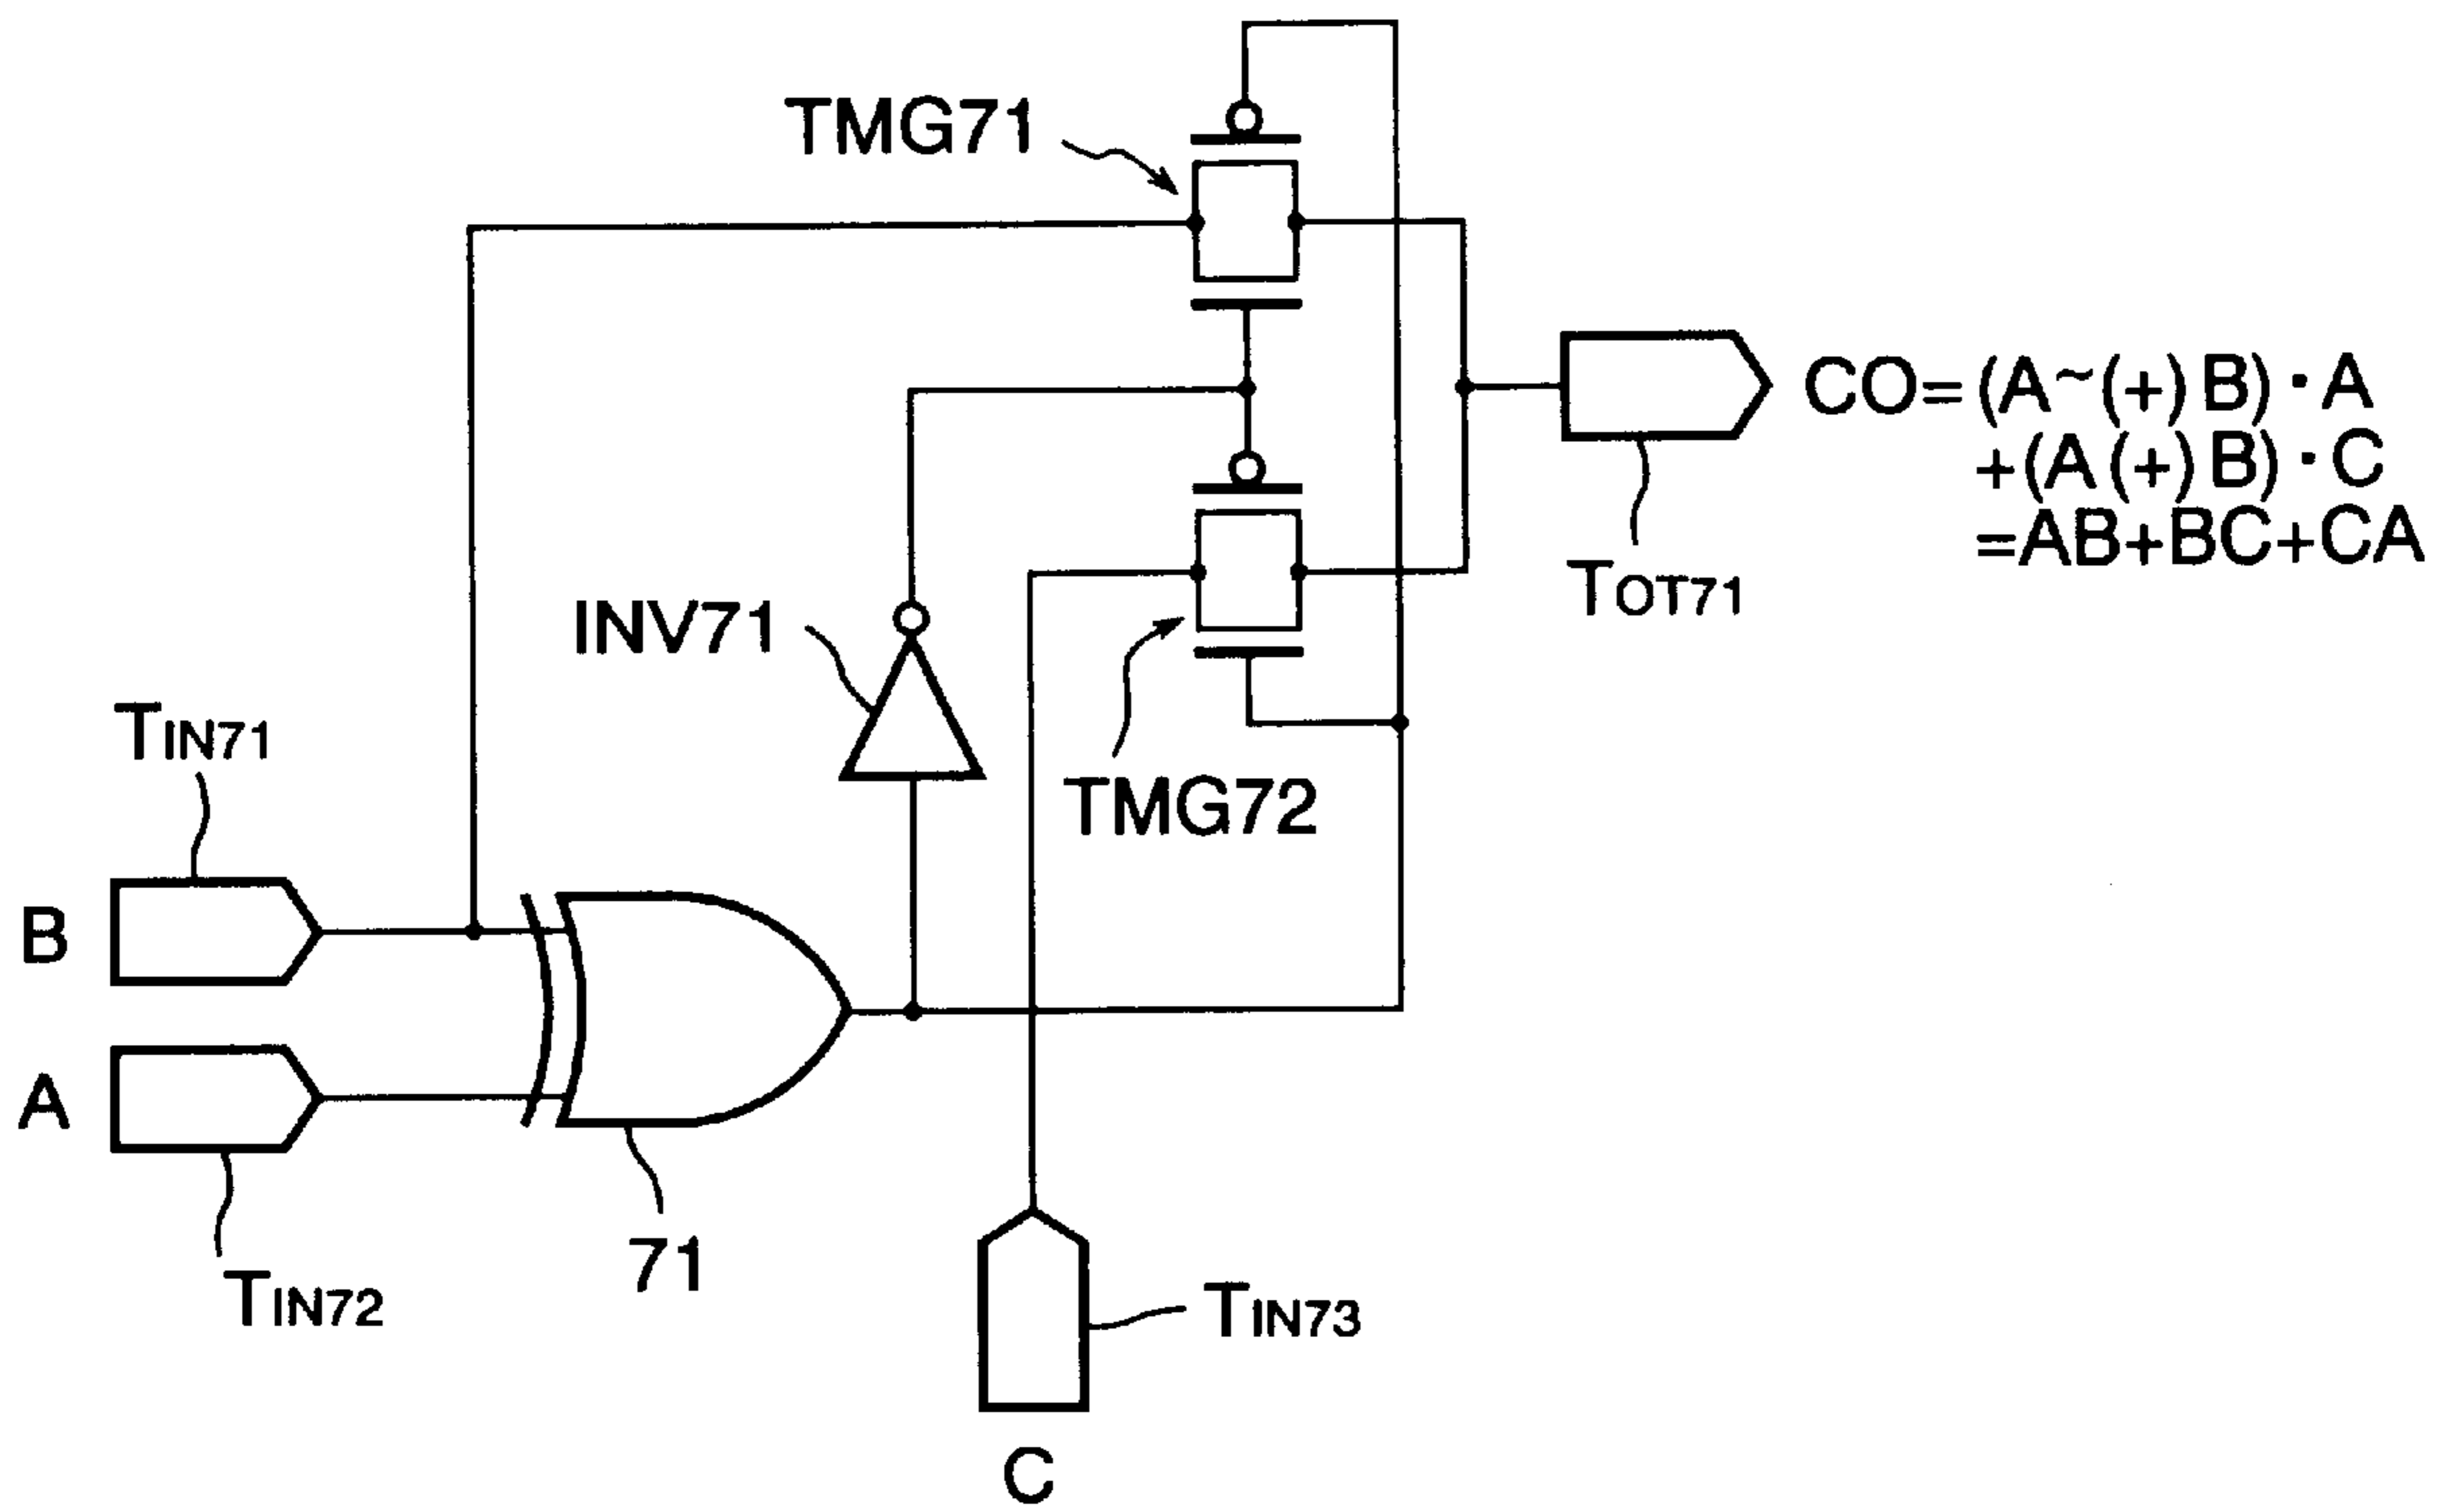 TMG71
CO=(A~(+)B)·A
+(A(+)B)·C
=AB+BC+CA
TOT71
INV71
TIN71
TMG72
B
A
71
TIN72
TIN73
C